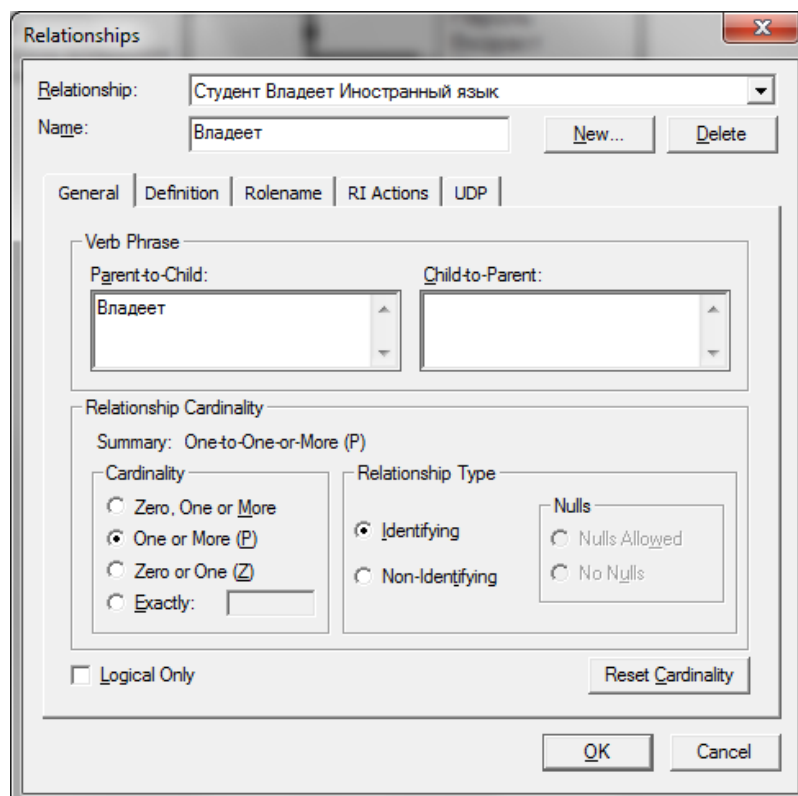 Пароль
Возраст
Relationships
Relationship: Студент Владеет Иностранный язык
Name: Владеет New... Delete
General Definition Rolename RI Actions UDP
Verb Phrase
Parent-to-Child: Child-to-Parent:
Владеет
Relationship Cardinality
Summary: One-to-One-or-More (P)
Cardinality Relationship Type
Zero, One or More Nulls
One or More (P) Identifying Nulls Allowed
Zero or One (Z) Non-Identifying No Nulls
Exactly:
Logical Only Reset Cardinality
OK Cancel